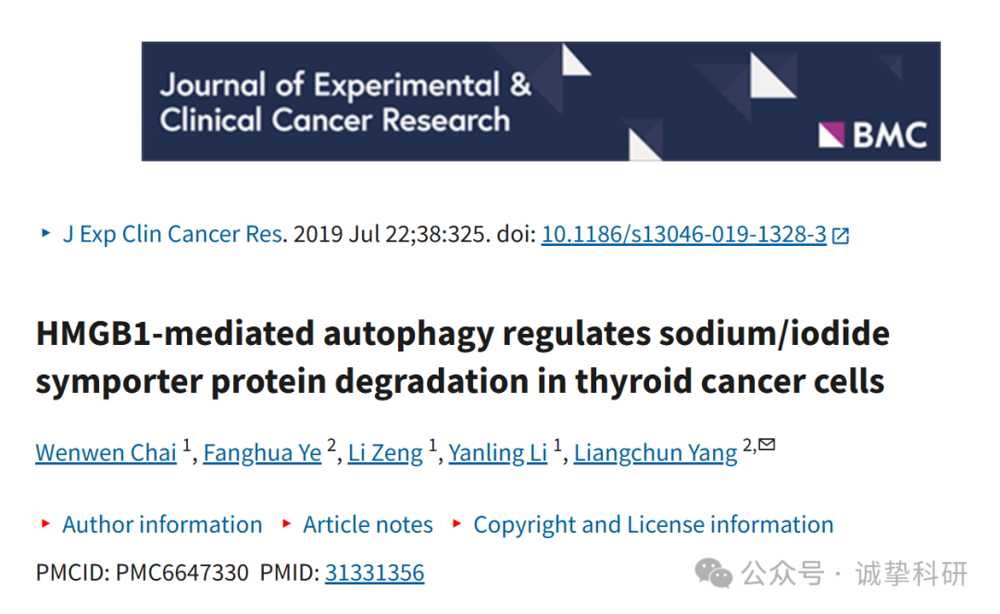 Journal of Experimental &
Clinical Cancer Research
BMC
J Exp Clin Cancer Res. 2019 Jul 22;38:325. doi: 10.1186/s13046-019-1328-3
HMGB1-mediated autophagy regulates sodium/iodide
symporter protein degradation in thyroid cancer cells
Wenwen Chai 1, Fanghua Ye 2, Li Zeng 1, Yanling Li 1, Liangchun Yang 2,✉
Author information Article notes Copyright and License information
PMCID: PMC6647330 PMID: 31331356
公众号 · 诚挚科研